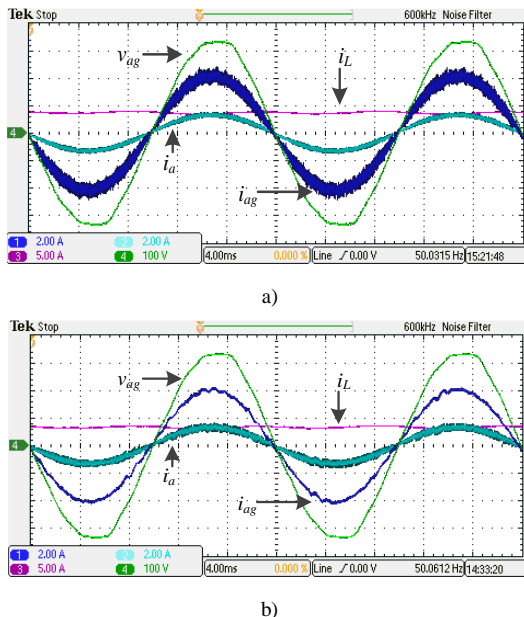 Tek Stop 600kHz Noise Filter
v_ag
i_L
4
i_a
i_ag
1 2.00 A 2 2.00 A
3 5.00 A 4 100 V
4.00ms 0.000 % Line 0.00 V 50.0315 Hz 15:21:48
a)
Tek Stop 600kHz Noise Filter
v_ag
i_L
4
i_a
i_ag
1 2.00 A 2 2.00 A
3 5.00 A 4 100 V
4.00ms 0.000 % Line 0.00 V 50.0612 Hz 14:33:20
b)